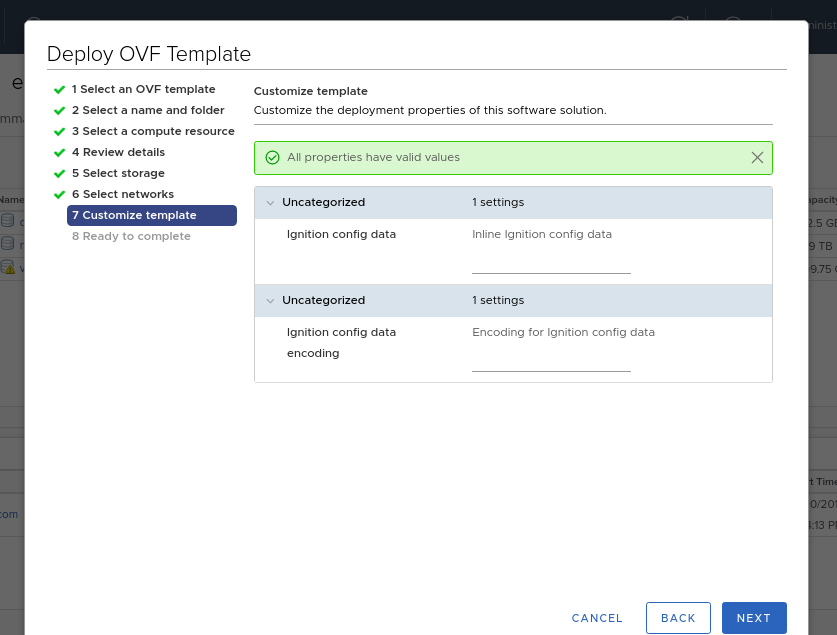 Deploy OVF Template
1 Select an OVF template
2 Select a name and folder
3 Select a compute resource
4 Review details
5 Select storage
6 Select networks
7 Customize template
8 Ready to complete
Customize template
Customize the deployment properties of this software solution.
All properties have valid values
Uncategorized 1 settings
Ignition config data Inline Ignition config data
Uncategorized 1 settings
Ignition config data Encoding for Ignition config data
encoding
CANCEL BACK NEXT
Name
com